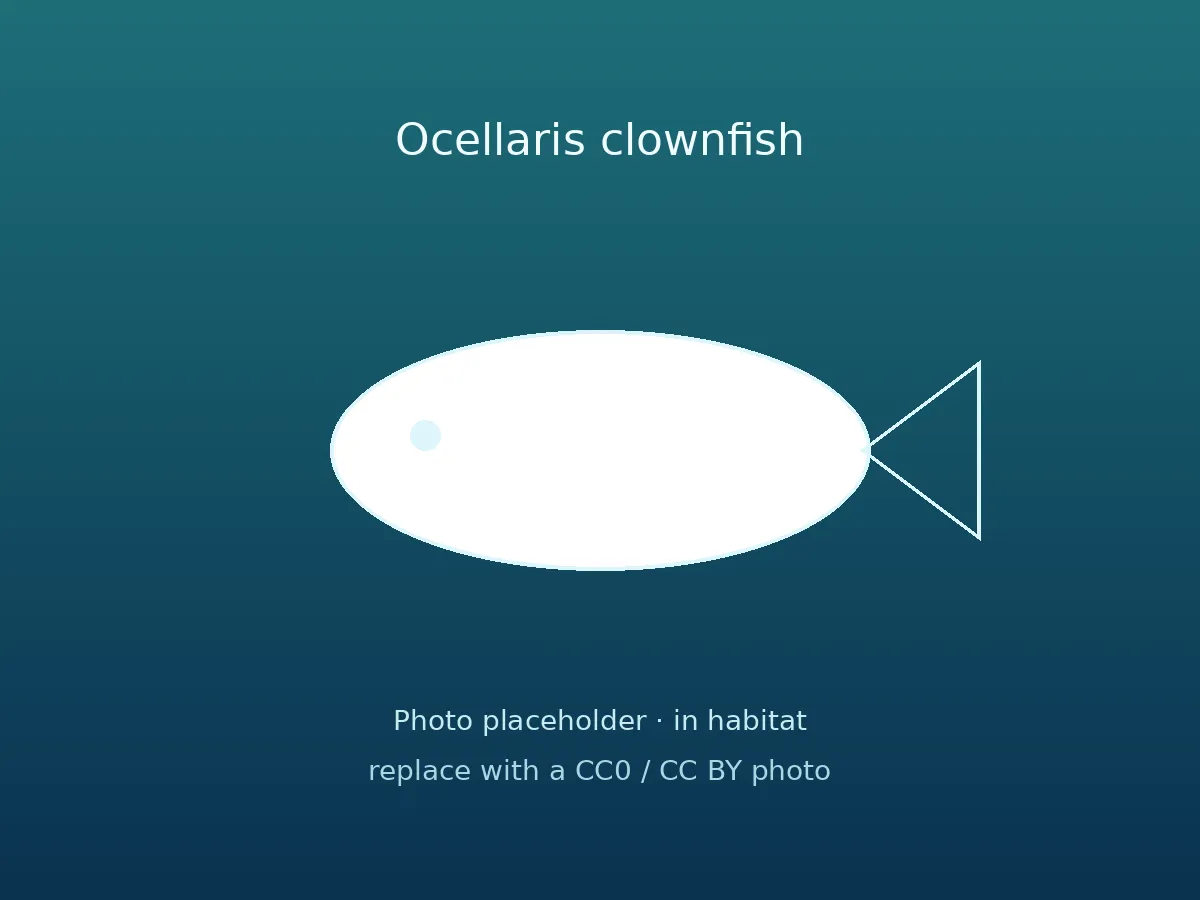 Ocellaris clownfish
Photo placeholder · in habitat
replace with a CC0 / CC BY photo